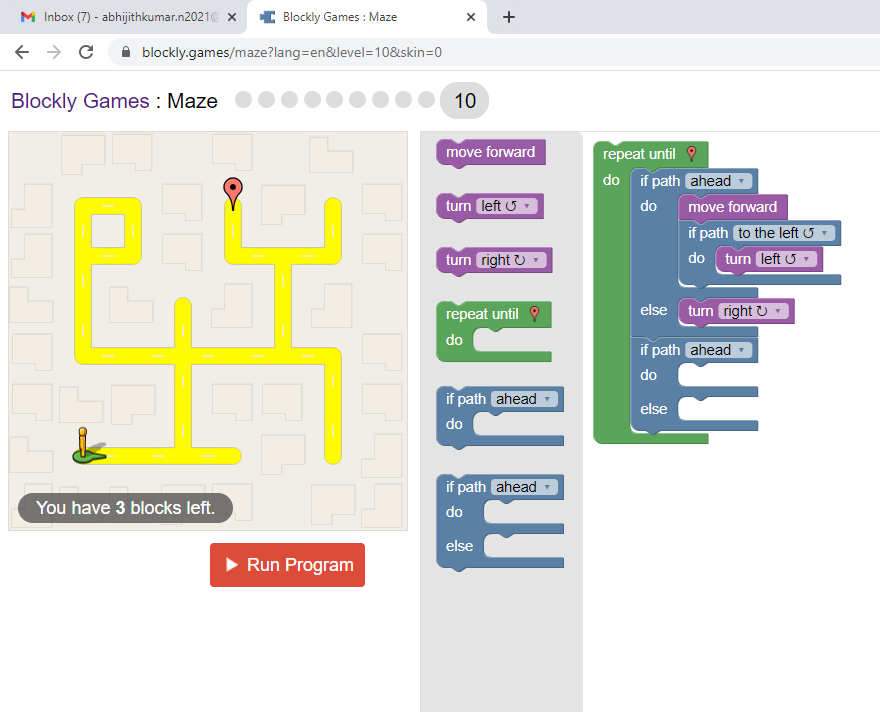 Inbox (7) - abhijithkumar.n2021@
Blockly Games : Maze
blockly.games/maze?lang=en&level=10&skin=0
Blockly Games : Maze
10
move forward
turn left ↺
turn right ↻
repeat until
do
if path ahead
do
if path ahead
do
else
repeat until
do
if path ahead
do
move forward
if path to the left ↺
do
turn left ↺
else
turn right ↻
if path ahead
do
else
You have 3 blocks left.
Run Program